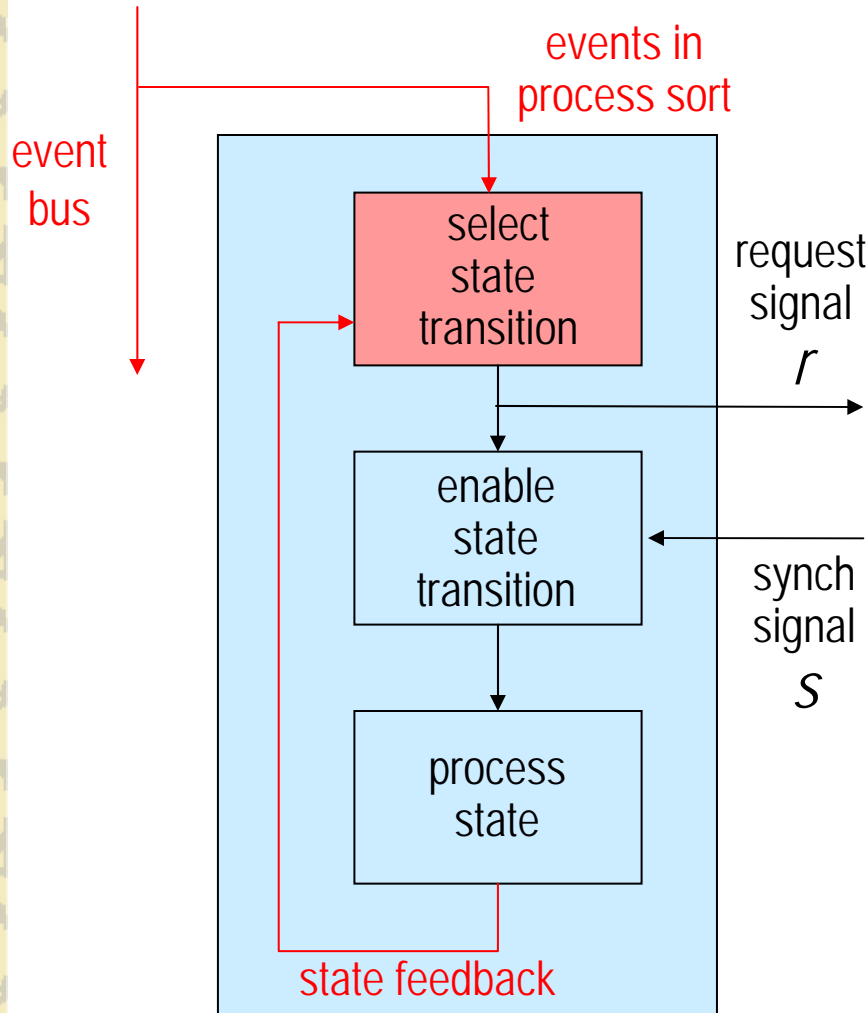 events in
process sort
event
bus
select
state
transition
request
signal
r
enable
state
transition
synch
signal
s
process
state
state feedback